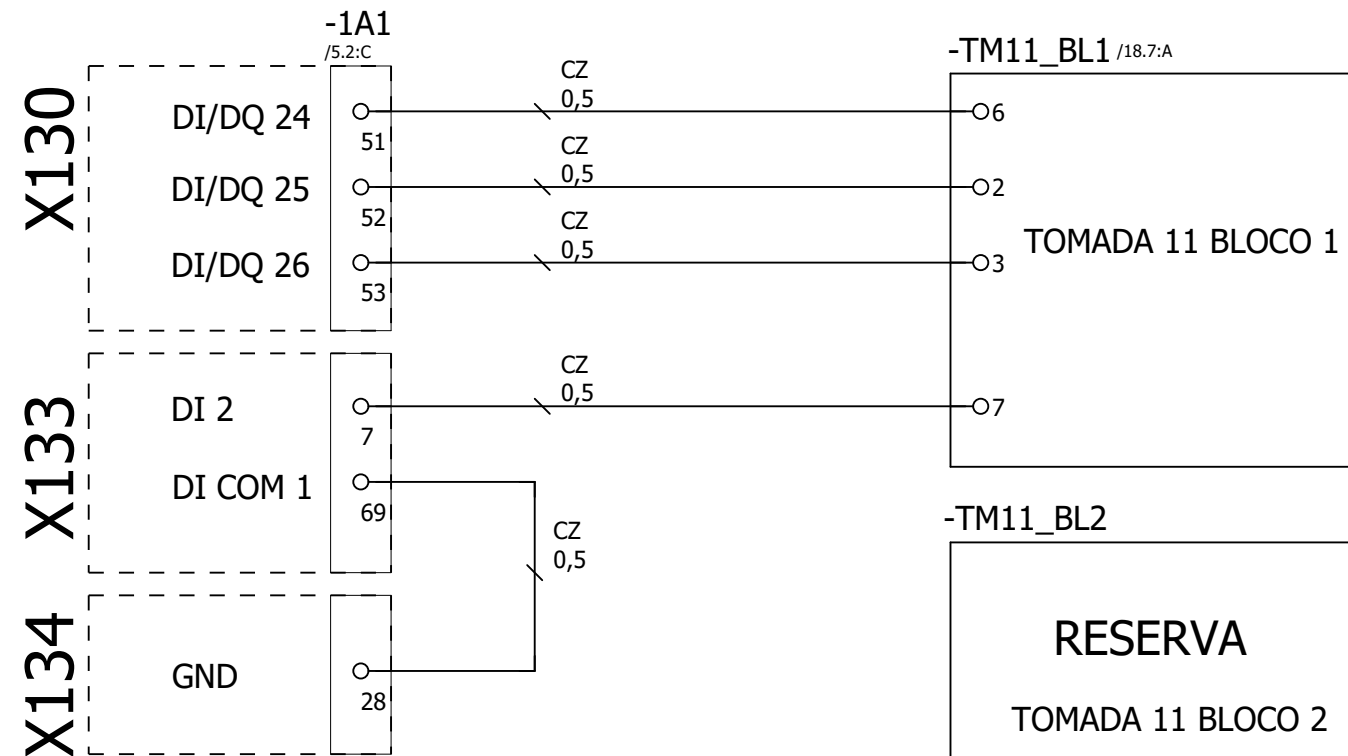 -1A1
/5.2:C
-TM11_BL1 /18.7:A
X130
DI/DQ 24
51
CZ
0,5
6
DI/DQ 25
52
CZ
0,5
2
DI/DQ 26
53
CZ
0,5
3
TOMADA 11 BLOCO 1
X133
DI 2
7
CZ
0,5
7
DI COM 1
69
CZ
0,5
-TM11_BL2
X134
GND
28
RESERVA
TOMADA 11 BLOCO 2